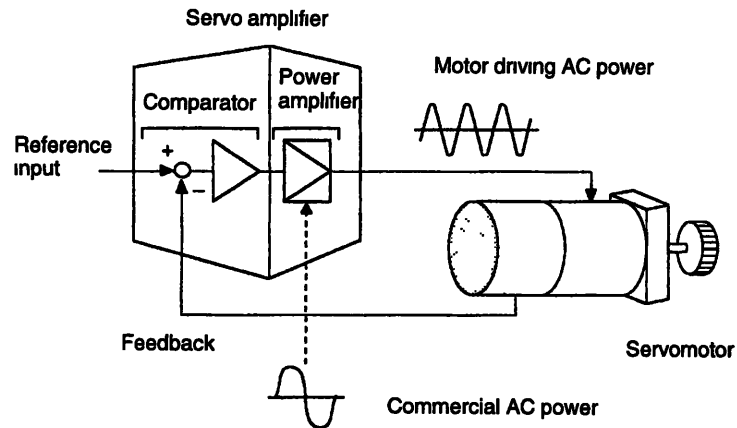 Servo amplifier
Motor driving AC power
Power
amplifier
Comparator
Reference
input
+
−
Feedback
Servomotor
Commercial AC power